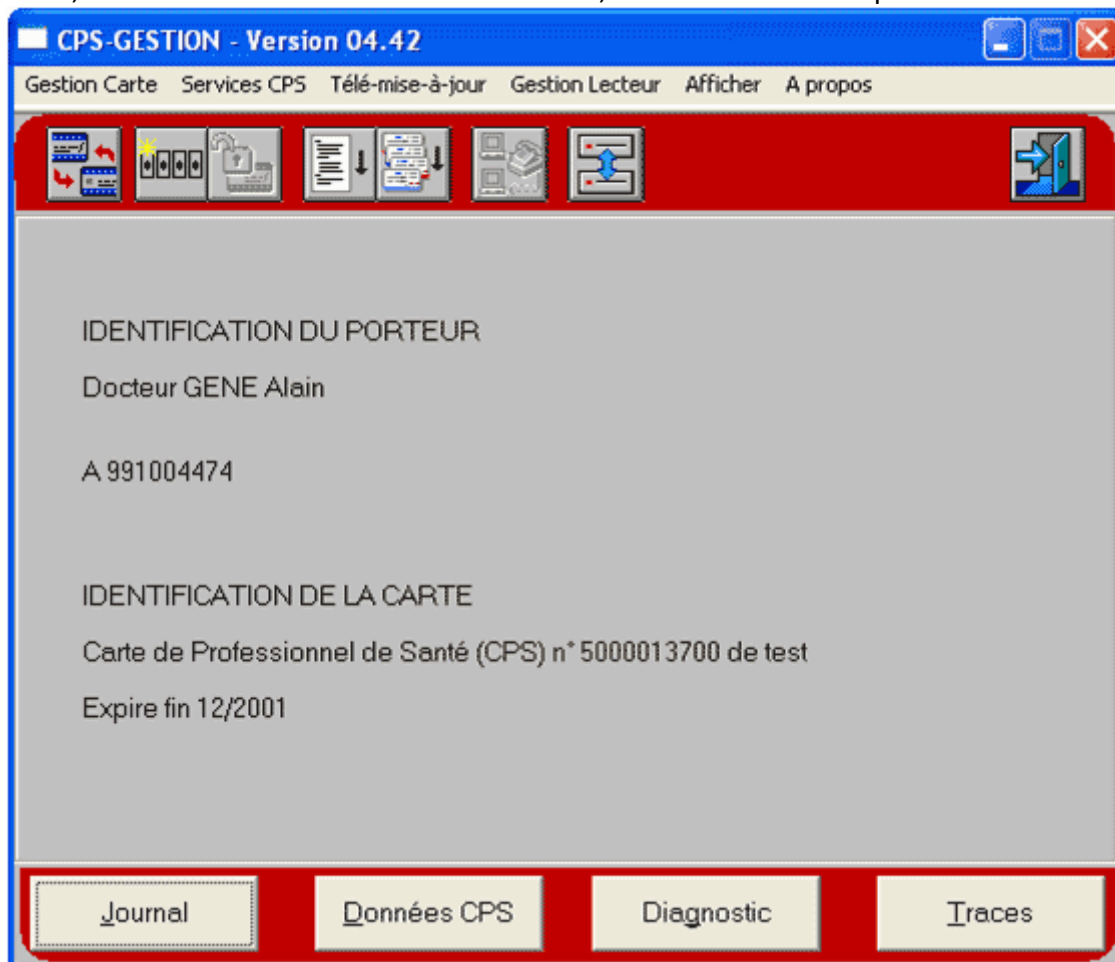 CPS-GESTION - Version 04.42
Gestion Carte Services CPS Télé-mise-à-jour Gestion Lecteur Afficher A propos
IDENTIFICATION DU PORTEUR
Docteur GENE Alain
A 991004474
IDENTIFICATION DE LA CARTE
Carte de Professionnel de Santé (CPS) n° 5000013700 de test
Expire fin 12/2001
Journal Données CPS Diagnostic Traces